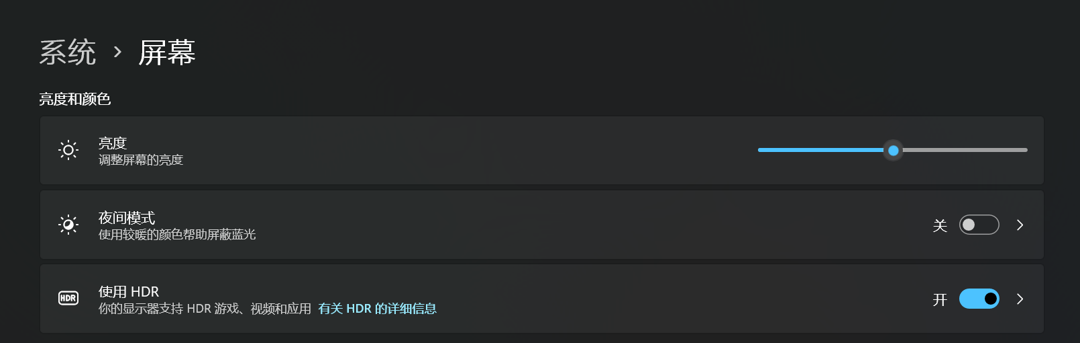 系统 > 屏幕
亮度和颜色
亮度
调整屏幕的亮度
夜间模式
使用较暖的颜色帮助屏蔽蓝光
关
HDR
使用 HDR
你的显示器支持 HDR 游戏、视频和应用 有关 HDR 的详细信息
开